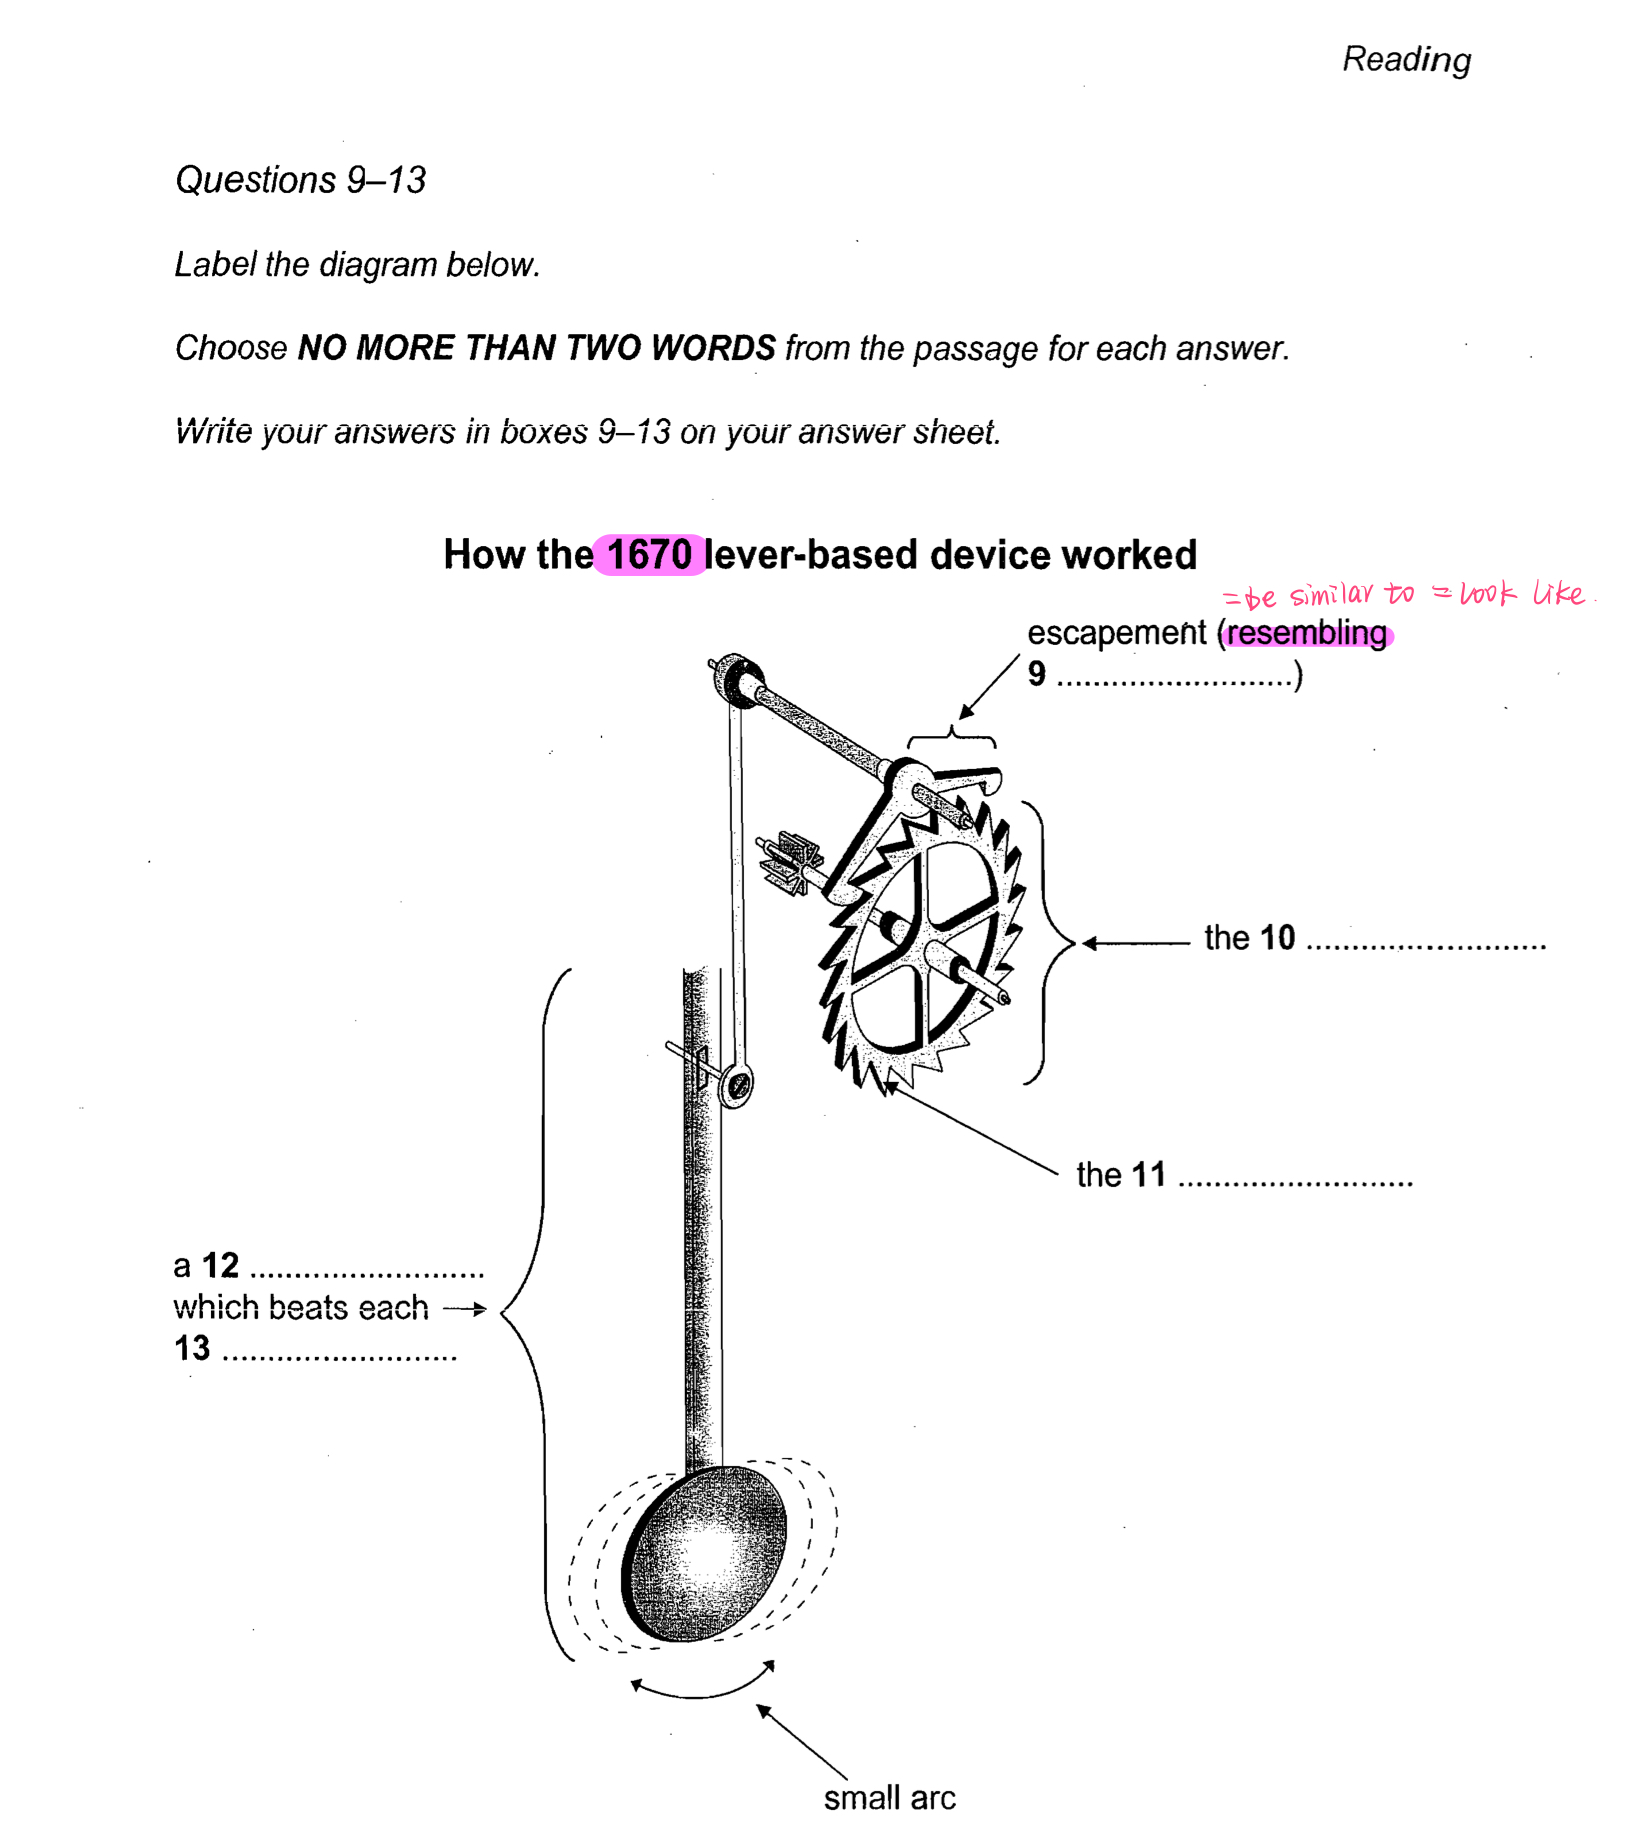 Reading
Questions 9–13
Label the diagram below.
Choose NO MORE THAN TWO WORDS from the passage for each answer.
Write your answers in boxes 9–13 on your answer sheet.
How the 1670 lever-based device worked
=be similar to =look like.
escapement (resembling
9 ..........................)
the 10 ..........................
the 11 ..........................
a 12 ..........................
which beats each
13 ..........................
small arc